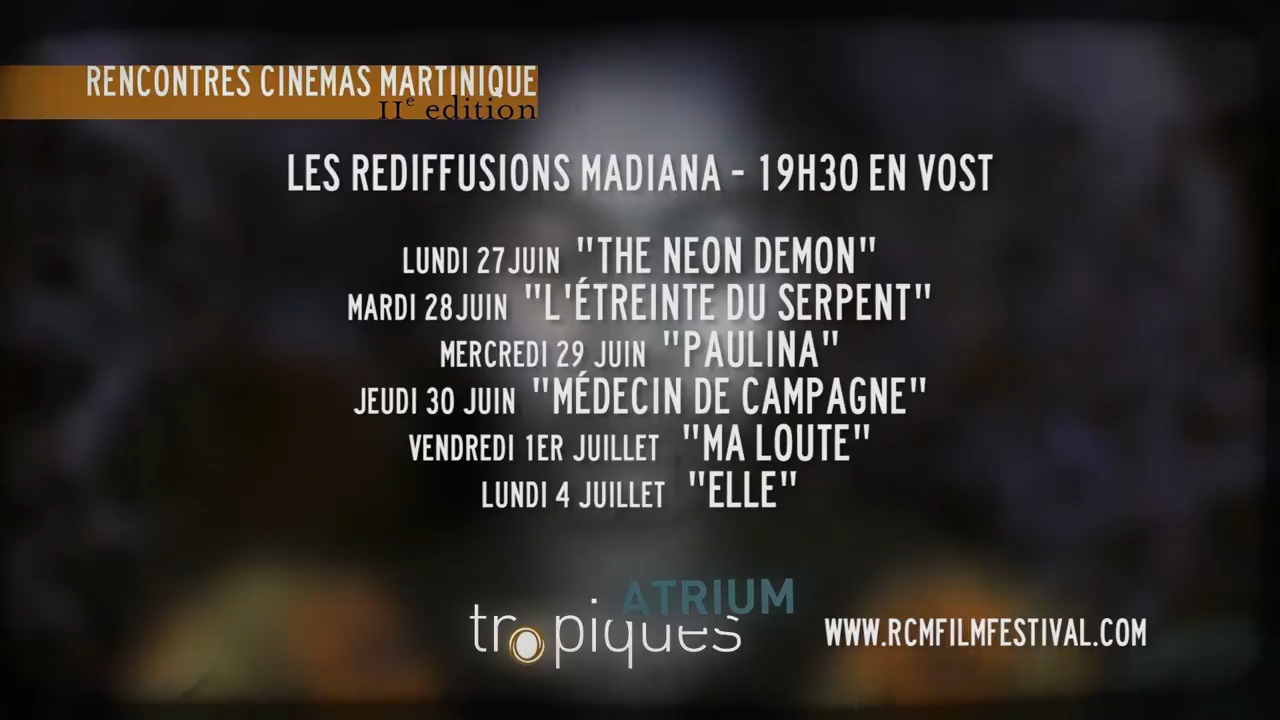 RENCONTRES CINEMAS MARTINIQUE
IIe edition
LES REDIFFUSIONS MADIANA - 19H30 EN VOST
LUNDI 27JUIN "THE NEON DEMON"
MARDI 28JUIN "L'ÉTREINTE DU SERPENT"
MERCREDI 29 JUIN "PAULINA"
JEUDI 30 JUIN "MÉDECIN DE CAMPAGNE"
VENDREDI 1ER JUILLET "MA LOUTE"
LUNDI 4 JUILLET "ELLE"
ATRIUM
tropiques
WWW.RCMFILMFESTIVAL.COM